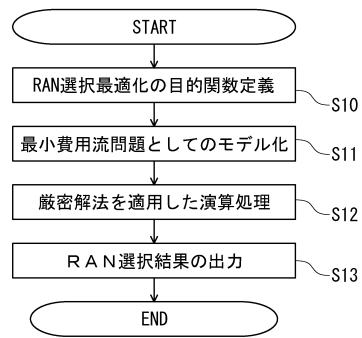 START
RAN選択最適化の目的関数定義
S10
最小費用流問題としてのモデル化
S11
厳密解法を適用した演算処理
S12
ＲＡＮ選択結果の出力
S13
END